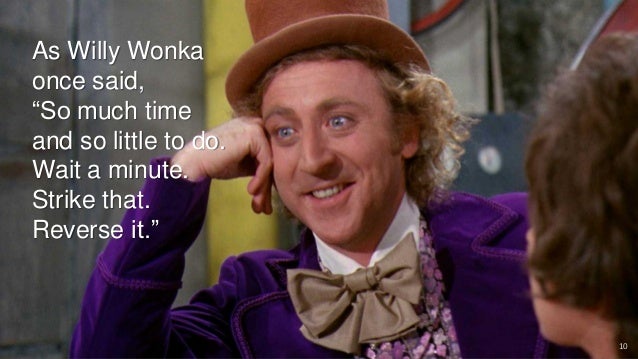 As Willy Wonka
once said,
“So much time
and so little to do.
Wait a minute.
Strike that.
Reverse it.”
10